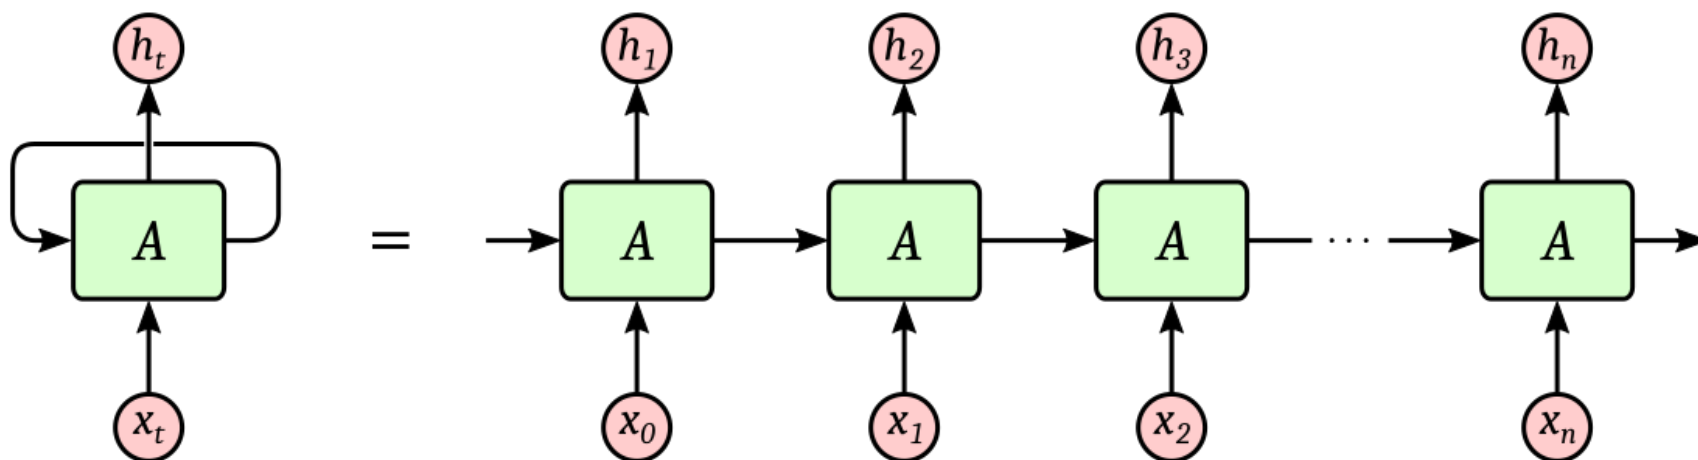 h_t h_1 h_2 h_3 h_n
A = A A A ... A
x_t x_0 x_1 x_2 x_n